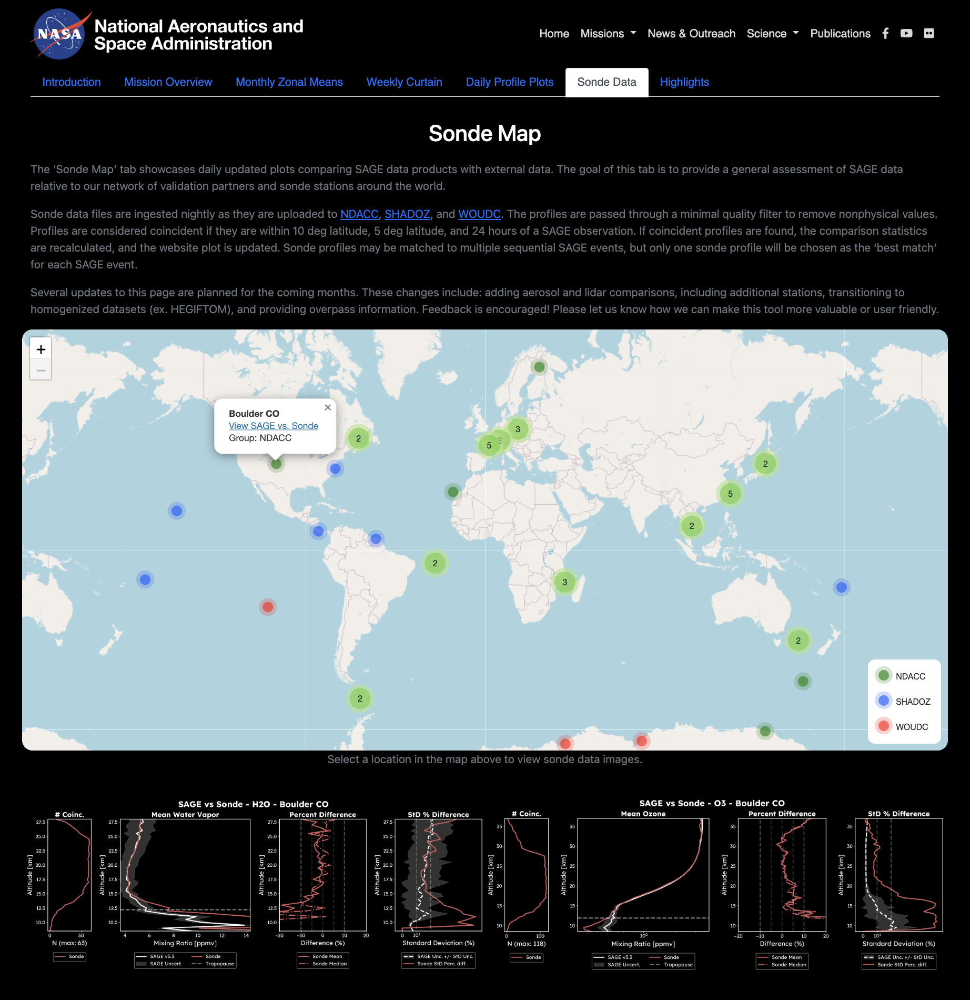 NASA
National Aeronautics and
Space Administration
Home Missions News & Outreach Science Publications
Introduction Mission Overview Monthly Zonal Means Weekly Curtain Daily Profile Plots Sonde Data Highlights
Sonde Map
The ‘Sonde Map’ tab showcases daily updated plots comparing SAGE data products with external data. The goal of this tab is to provide a general assessment of SAGE data
relative to our network of validation partners and sonde stations around the world.
Sonde data files are ingested nightly as they are uploaded to NDACC, SHADOZ, and WOUDC. The profiles are passed through a minimal quality filter to remove nonphysical values.
Profiles are considered coincident if they are within 10 deg latitude, 5 deg latitude, and 24 hours of a SAGE observation. If coincident profiles are found, the comparison statistics
are recalculated, and the website plot is updated. Sonde profiles may be matched to multiple sequential SAGE events, but only one sonde profile will be chosen as the ‘best match’
for each SAGE event.
Several updates to this page are planned for the coming months. These changes include: adding aerosol and lidar comparisons, including additional stations, transitioning to
homogenized datasets (ex. HEGIFTOM), and providing overpass information. Feedback is encouraged! Please let us know how we can make this tool more valuable or user friendly.
+
−
Boulder CO
×
View SAGE vs. Sonde
Group: NDACC
2
3
3
5
2
5
2
2
3
2
2
NDACC
SHADOZ
WOUDC
Select a location in the map above to view sonde data images.
SAGE vs Sonde - H2O - Boulder CO
# Coinc.
27.5
25.0
22.5
20.0
17.5
15.0
12.5
10.0
Altitude [km]
0 50
N (max: 63)
Sonde
Mean Water Vapor
27.5
25.0
22.5
20.0
17.5
15.0
12.5
10.0
Altitude [km]
4 6 8 10 12 14
Mixing Ratio [ppmv]
SAGE v5.3 Sonde
SAGE Uncert. Tropopause
Percent Difference
27.5
25.0
22.5
20.0
17.5
15.0
12.5
10.0
Altitude [km]
−20 −10 0 10 20
Difference (%)
Sonde Mean
Sonde Median
StD % Difference
27.5
25.0
22.5
20.0
17.5
15.0
12.5
10.0
Altitude [km]
0 10¹
Standard Deviation (%)
SAGE Unc. +/- StD Unc.
Sonde StD Perc. diff.
SAGE vs Sonde - O3 - Boulder CO
# Coinc.
35
30
25
20
15
10
Altitude [km]
0 100
N (max: 118)
Sonde
Mean Ozone
35
30
25
20
15
10
Altitude [km]
10⁰
Mixing Ratio [ppmv]
SAGE v5.3 Sonde
SAGE Uncert. Tropopause
Percent Difference
35
30
25
20
15
10
Altitude [km]
−20 −10 0 10 20
Difference (%)
Sonde Mean
Sonde Median
StD % Difference
35
30
25
20
15
10
Altitude [km]
0 10¹
Standard Deviation (%)
SAGE Unc. +/- StD Unc.
Sonde StD Perc. diff.